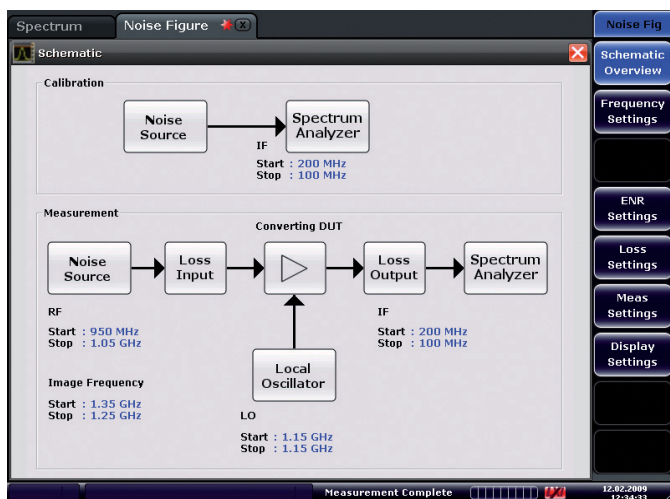 Spectrum
Noise Figure
Noise Fig
Schematic
Schematic
Overview
Frequency
Settings
ENR
Settings
Loss
Settings
Meas
Settings
Display
Settings
Calibration
Noise
Source
Spectrum
Analyzer
IF
Start : 200 MHz
Stop : 100 MHz
Measurement
Converting DUT
Noise
Source
Loss
Input
Loss
Output
Spectrum
Analyzer
RF
Start : 950 MHz
Stop : 1.05 GHz
IF
Start : 200 MHz
Stop : 100 MHz
Image Frequency
Start : 1.35 GHz
Stop : 1.25 GHz
Local
Oscillator
LO
Start : 1.15 GHz
Stop : 1.15 GHz
Measurement Complete
12.02.2009
12:34:33